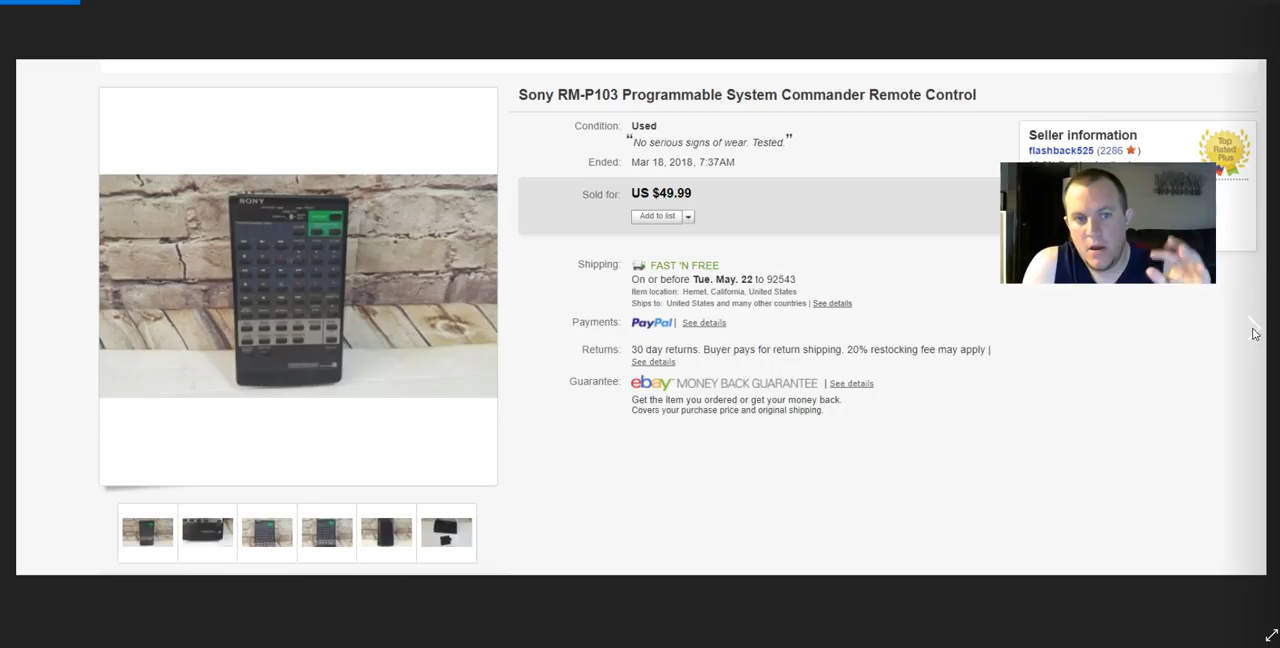 Sony RM-P103 Programmable System Commander Remote Control
Condition: Used
“No serious signs of wear. Tested.”
Ended: Mar 18, 2018, 7:37AM
Sold for: US $49.99
Add to list
Shipping: FAST 'N FREE
On or before Tue. May. 22 to 92543
Item location: Hemet, California, United States
Ships to: United States and many other countries | See details
Payments: PayPal | See details
Returns: 30 day returns. Buyer pays for return shipping. 20% restocking fee may apply |
See details
Guarantee: ebay MONEY BACK GUARANTEE | See details
Get the item you ordered or get your money back.
Covers your purchase price and original shipping.
Seller information
flashback525 (2286 )
Top
Rated
Plus
SONY